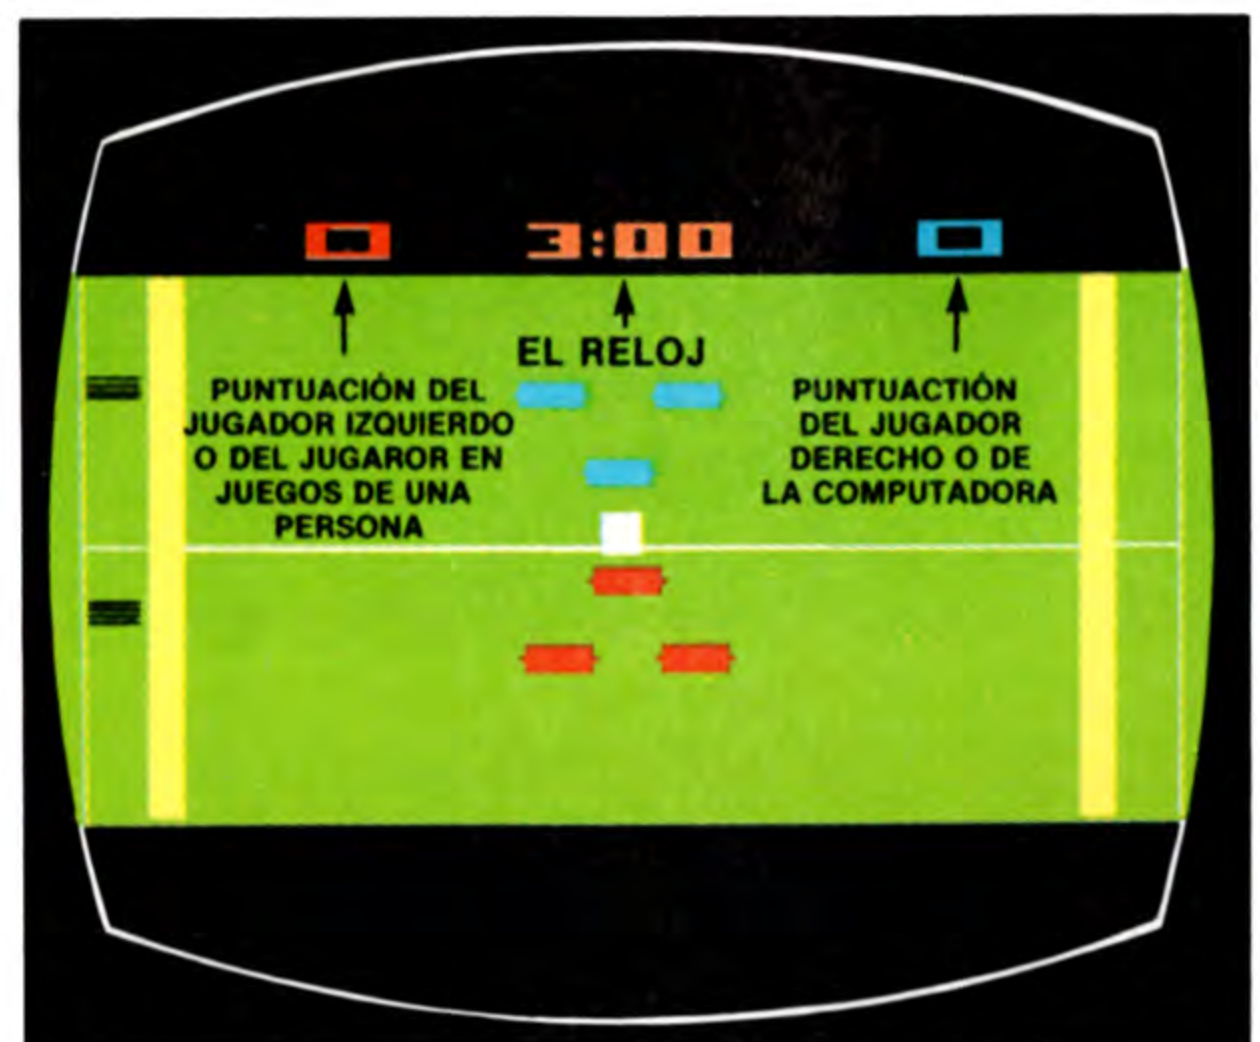 0 3:00 0
EL RELOJ
PUNTUACIÓN DEL
JUGADOR IZQUIERDO
O DEL JUGAROR EN
JUEGOS DE UNA
PERSONA
PUNTUACTIÓN
DEL JUGADOR
DERECHO O DE
LA COMPUTADORA